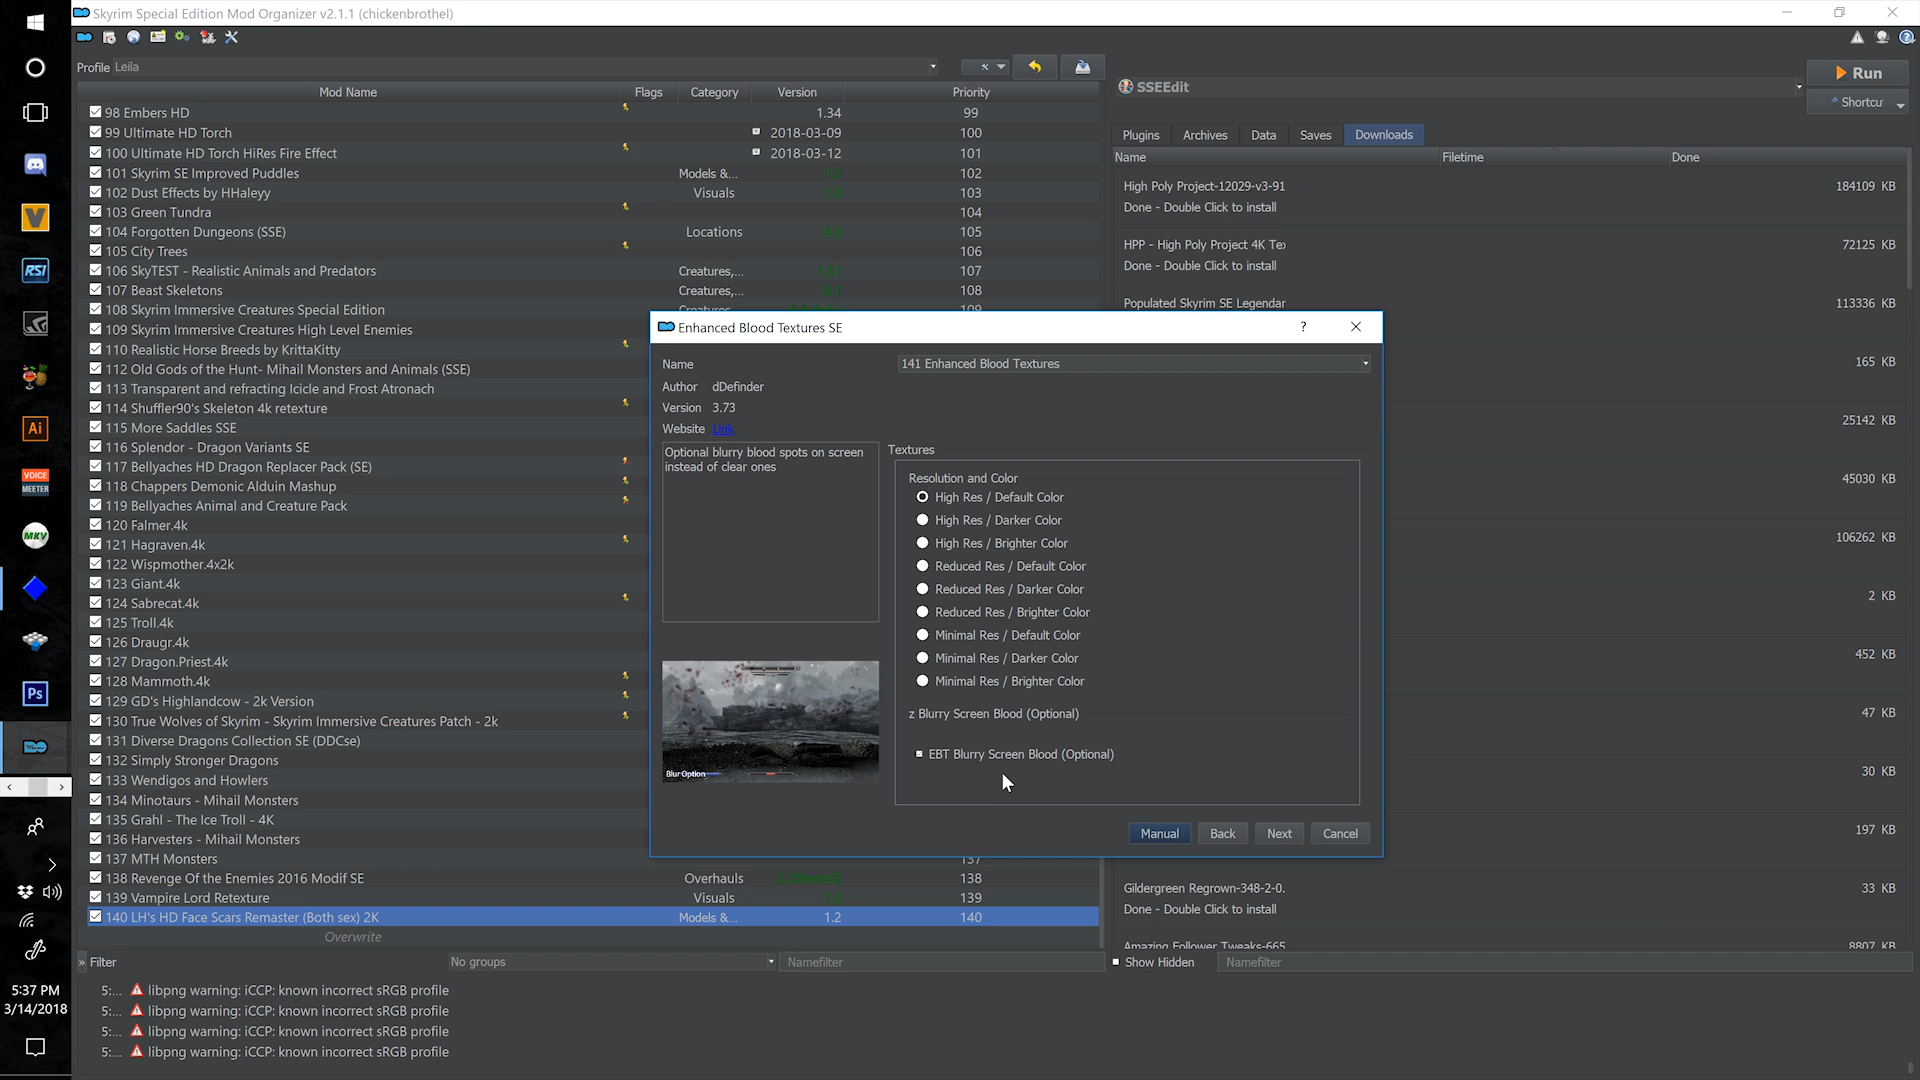 Skyrim Special Edition Mod Organizer v2.1.1 (chickenbrothel)
Profile Leila
Mod Name Flags Category Version Priority
98 Embers HD 1.34 99
99 Ultimate HD Torch 2018-03-09 100
100 Ultimate HD Torch HiRes Fire Effect 2018-03-12 101
101 Skyrim SE Improved Puddles Models &... 102
102 Dust Effects by HHaleyy Visuals 103
103 Green Tundra 104
104 Forgotten Dungeons (SSE) Locations 105
105 City Trees 106
106 SkyTEST - Realistic Animals and Predators Creatures,... 107
107 Beast Skeletons Creatures,... 108
108 Skyrim Immersive Creatures Special Edition
109 Skyrim Immersive Creatures High Level Enemies
110 Realistic Horse Breeds by KrittaKitty
112 Old Gods of the Hunt- Mihail Monsters and Animals (SSE)
113 Transparent and refracting Icicle and Frost Atronach
114 Shuffler90's Skeleton 4k retexture
115 More Saddles SSE
116 Splendor - Dragon Variants SE
117 Bellyaches HD Dragon Replacer Pack (SE)
118 Chappers Demonic Alduin Mashup
119 Bellyaches Animal and Creature Pack
120 Falmer.4k
121 Hagraven.4k
122 Wispmother.4x2k
123 Giant.4k
124 Sabrecat.4k
125 Troll.4k
126 Draugr.4k
127 Dragon.Priest.4k
128 Mammoth.4k
129 GD's Highlandcow - 2k Version
130 True Wolves of Skyrim - Skyrim Immersive Creatures Patch - 2k
131 Diverse Dragons Collection SE (DDCse)
132 Simply Stronger Dragons
133 Wendigos and Howlers
134 Minotaurs - Mihail Monsters
135 Grahl - The Ice Troll - 4K
136 Harvesters - Mihail Monsters
137 MTH Monsters 137
138 Revenge Of the Enemies 2016 Modif SE Overhauls 138
139 Vampire Lord Retexture Visuals 139
140 LH's HD Face Scars Remaster (Both sex) 2K Models &... 1.2 140
Overwrite
» Filter No groups Namefilter
5:... libpng warning: iCCP: known incorrect sRGB profile
5:... libpng warning: iCCP: known incorrect sRGB profile
5:... libpng warning: iCCP: known incorrect sRGB profile
5:... libpng warning: iCCP: known incorrect sRGB profile
SSEEdit
Run
Shortcu
Plugins Archives Data Saves Downloads
Name Filetime Done
High Poly Project-12029-v3-91 184109 KB
Done - Double Click to install
HPP - High Poly Project 4K Te 72125 KB
Done - Double Click to install
Populated Skyrim SE Legendar 113336 KB
165 KB
25142 KB
45030 KB
106262 KB
2 KB
452 KB
47 KB
30 KB
197 KB
Gildergreen Regrown-348-2-0. 33 KB
Done - Double Click to install
Amazing Follower Tweaks-665 8807 KB
Show Hidden Namefilter
Enhanced Blood Textures SE
?
Name 141 Enhanced Blood Textures
Author dDefinder
Version 3.73
Website Link
Optional blurry blood spots on screen
instead of clear ones
Blur Option
Textures
Resolution and Color
High Res / Default Color
High Res / Darker Color
High Res / Brighter Color
Reduced Res / Default Color
Reduced Res / Darker Color
Reduced Res / Brighter Color
Minimal Res / Default Color
Minimal Res / Darker Color
Minimal Res / Brighter Color
z Blurry Screen Blood (Optional)
EBT Blurry Screen Blood (Optional)
Manual Back Next Cancel
RSI
Ai
VOICE
MEETER
MKV
Ps
5:37 PM
3/14/2018